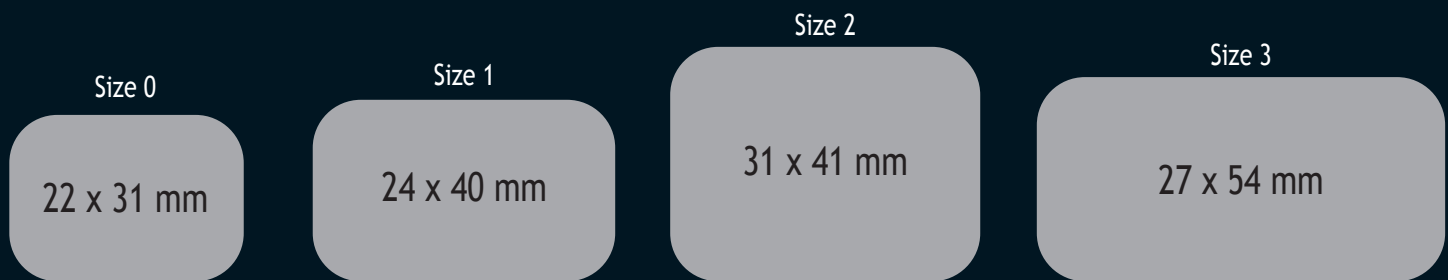 Size 0
22 x 31 mm
Size 1
24 x 40 mm
Size 2
31 x 41 mm
Size 3
27 x 54 mm